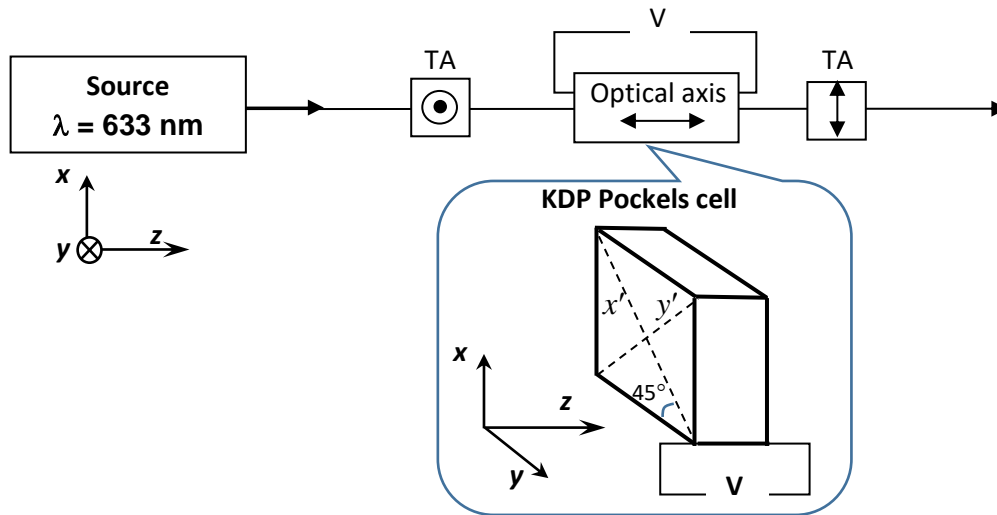 V
TA
TA
Source
λ = 633 nm
Optical axis
x
y
z
KDP Pockels cell
x'
y'
x
45°
z
y
V